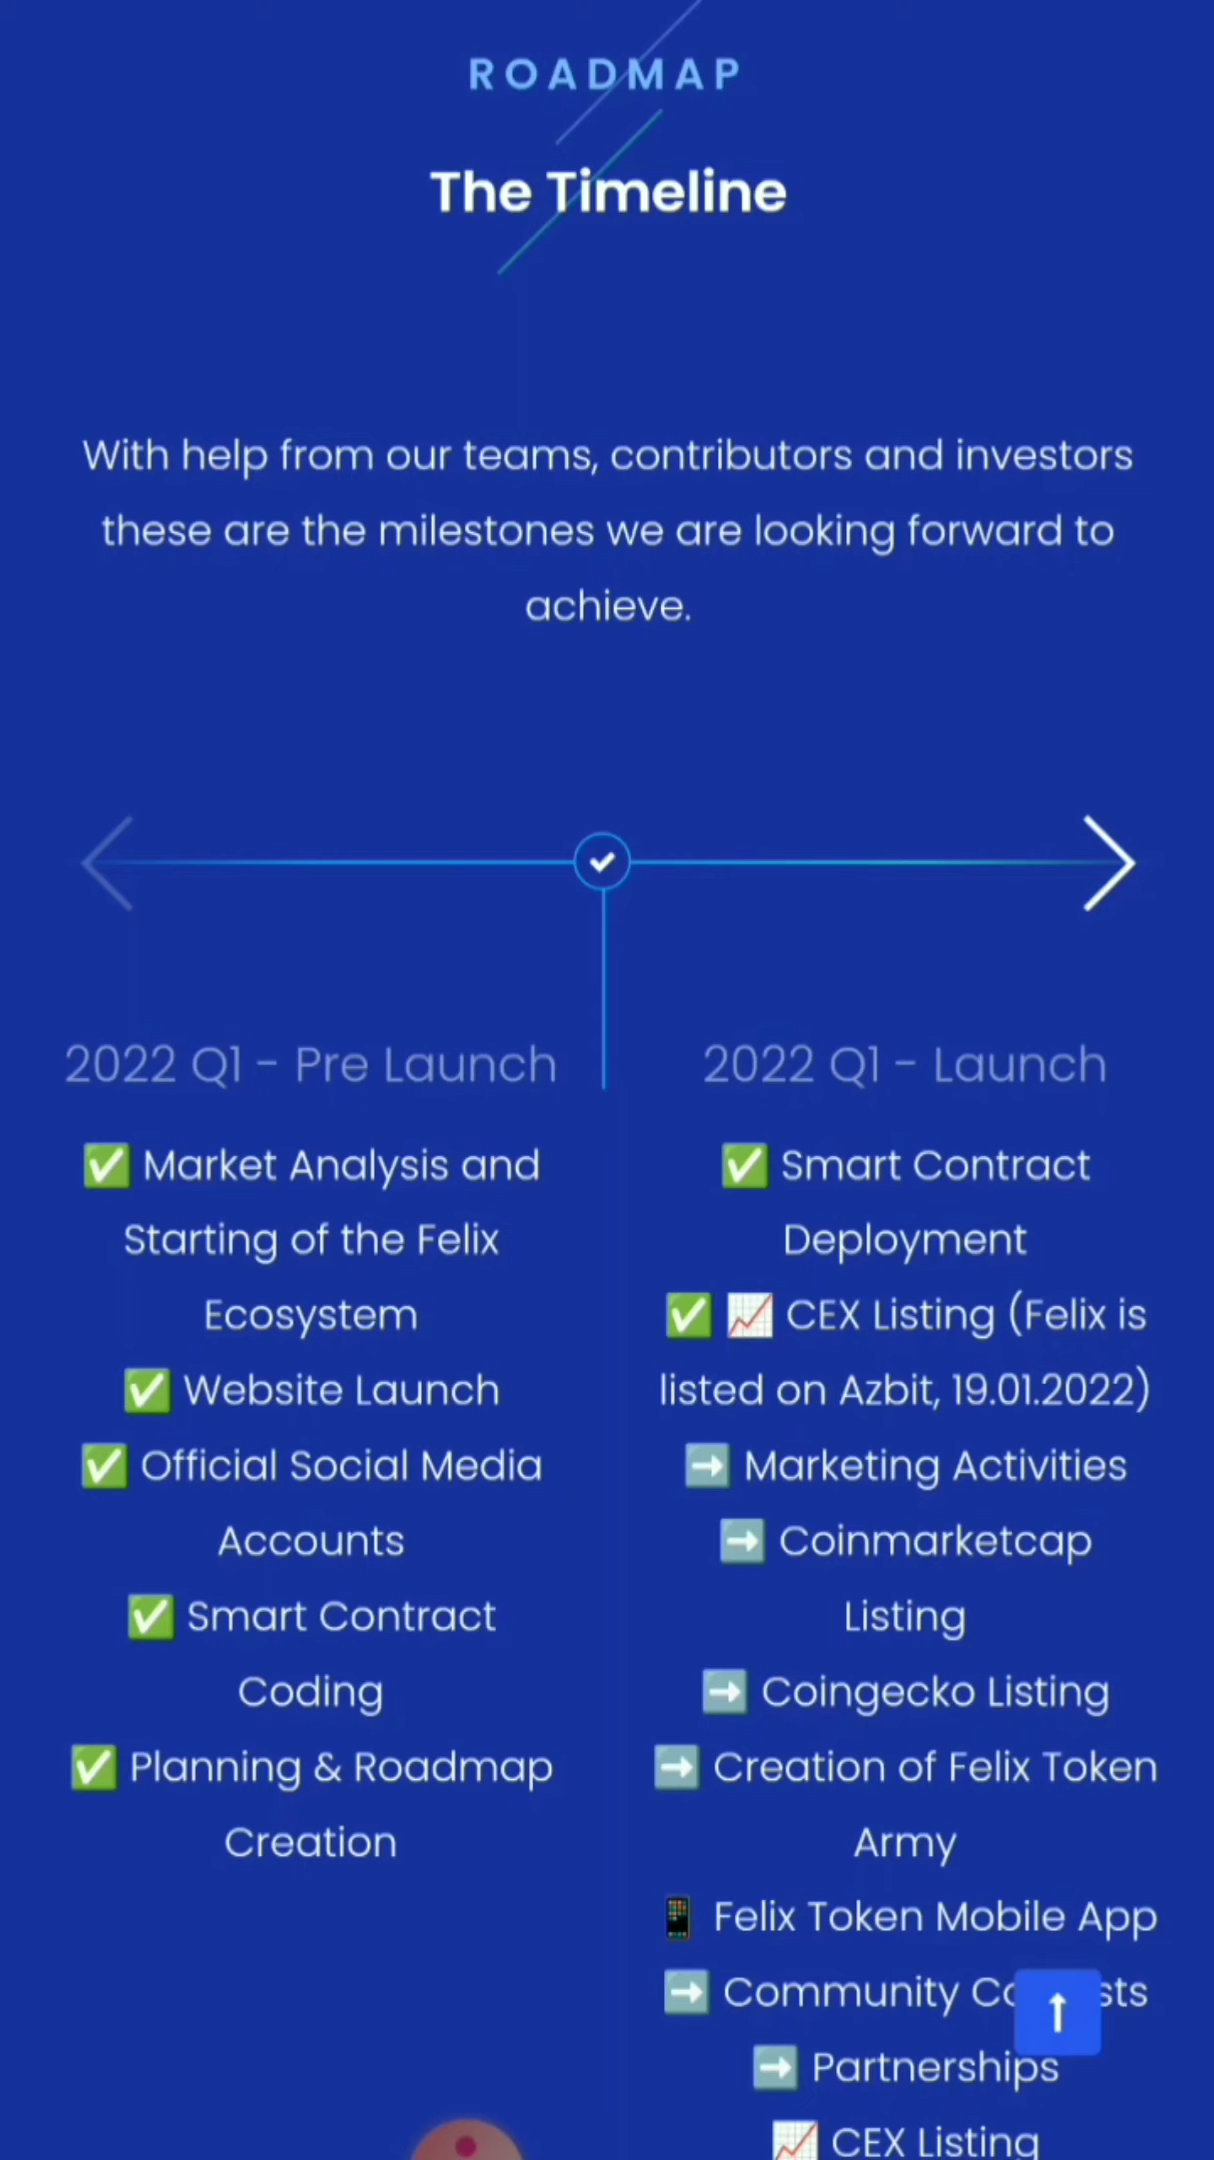 ROADMAP
The Timeline
With help from our teams, contributors and investors
these are the milestones we are looking forward to
achieve.
2022 Q1 - Pre Launch
✅ Market Analysis and
Starting of the Felix
Ecosystem
✅ Website Launch
✅ Official Social Media
Accounts
✅ Smart Contract
Coding
✅ Planning & Roadmap
Creation
2022 Q1 - Launch
✅ Smart Contract
Deployment
✅ 📈 CEX Listing (Felix is
listed on Azbit, 19.01.2022)
➡️ Marketing Activities
➡️ Coinmarketcap
Listing
➡️ Coingecko Listing
➡️ Creation of Felix Token
Army
📱 Felix Token Mobile App
➡️ Community
➡️ Partnerships
📈 CEX Listing